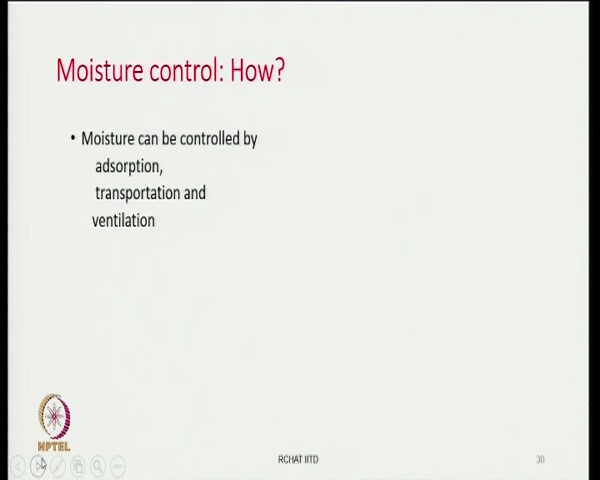 Moisture control: How?
• Moisture can be controlled by
adsorption,
transportation and
ventilation
NPTEL
RCHAT IITD
30